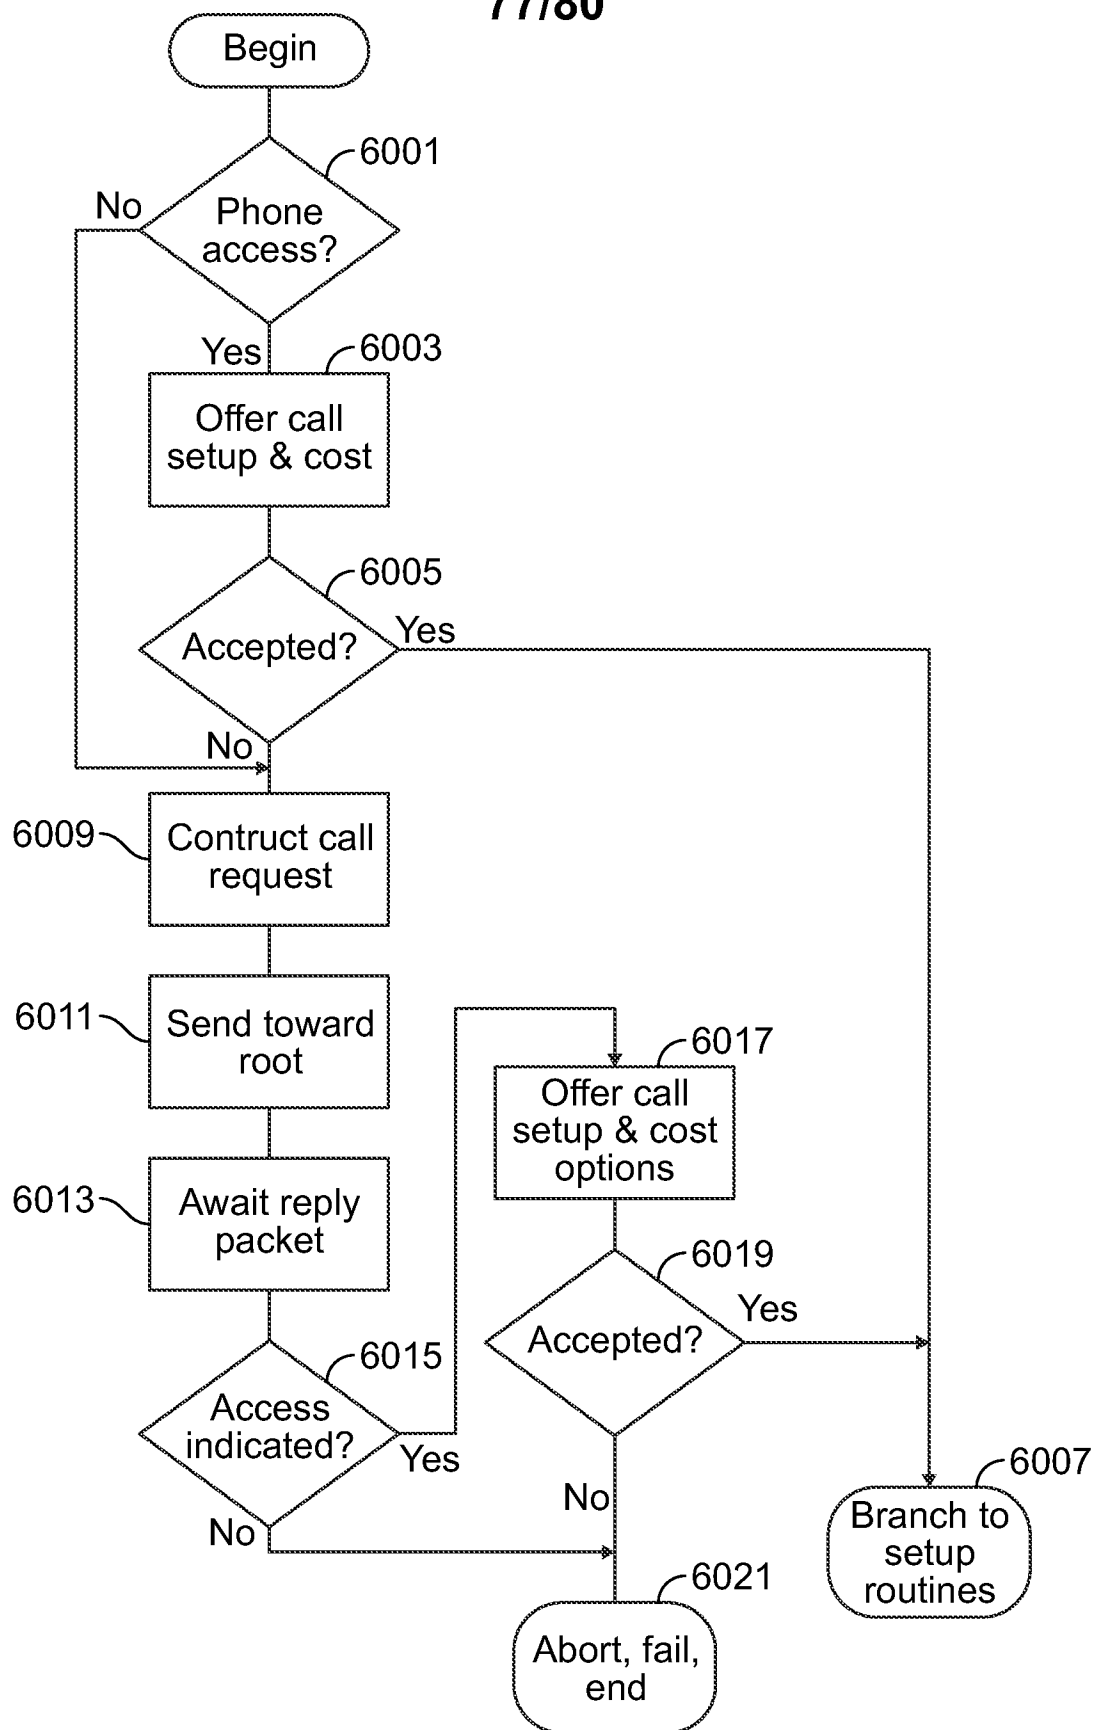 77/80
Begin
6001
No
Phone
access?
Yes
6003
Offer call
setup & cost
6005
Accepted?
Yes
No
6009
Contruct call
request
6011
Send toward
root
6013
Await reply
packet
6015
Access
indicated?
Yes
No
6017
Offer call
setup & cost
options
6019
Accepted?
Yes
No
6007
Branch to
setup
routines
6021
Abort, fail,
end